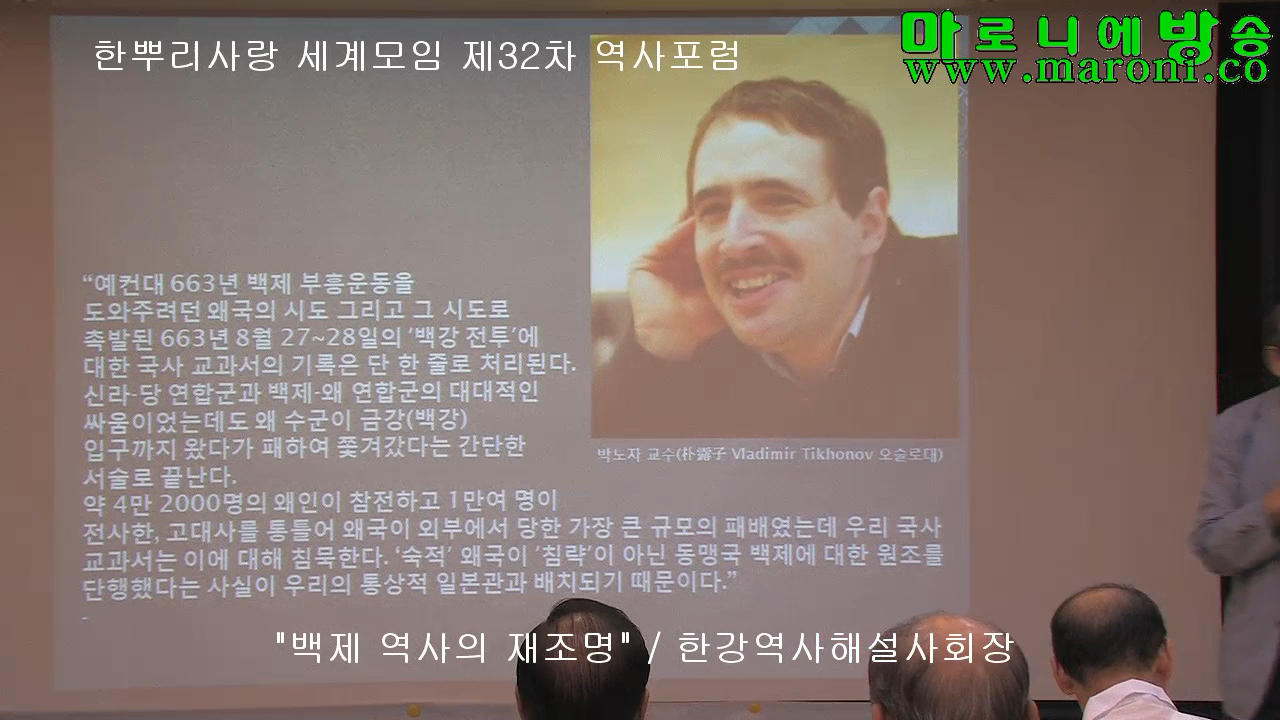 한뿌리사랑 세계모임 제32차 역사포럼
마로니에방송
www.maroni.co
“예컨대 663년 백제 부흥운동을
도와주려던 왜국의 시도 그리고 그 시도로
촉발된 663년 8월 27~28일의 ‘백강 전투’에
대한 국사 교과서의 기록은 단 한 줄로 처리된다.
신라-당 연합군과 백제-왜 연합군의 대대적인
싸움이었는데도 왜 수군이 금강(백강)
입구까지 왔다가 패하여 쫓겨갔다는 간단한
서술로 끝난다.
약 4만 2000명의 왜인이 참전하고 1만여 명이
전사한, 고대사를 통틀어 왜국이 외부에서 당한 가장 큰 규모의 패배였는데 우리 국사
교과서는 이에 대해 침묵한다. ‘숙적’ 왜국이 ‘침략’이 아닌 동맹국 백제에 대한 원조를
단행했다는 사실이 우리의 통상적 일본관과 배치되기 때문이다.”
-
박노자 교수(朴露子 Vladimir Tikhonov 오슬로대)
"백제 역사의 재조명" / 한강역사해설사회장